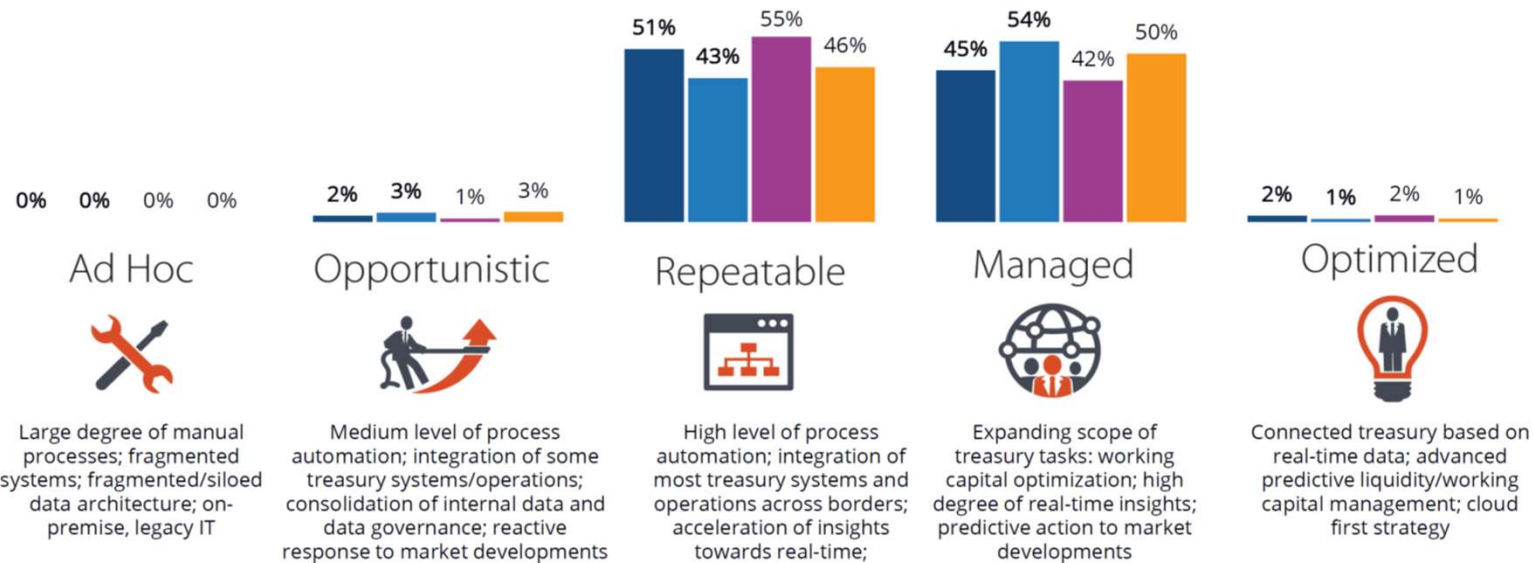 0% 0% 0% 0%
Ad Hoc
Large degree of manual
processes; fragmented
systems; fragmented/siloed
data architecture; on-
premise, legacy IT
2% 3% 1% 3%
Opportunistic
Medium level of process
automation; integration of some
treasury systems/operations;
consolidation of internal data and
data governance; reactive
response to market developments
51% 43% 55% 46%
Repeatable
High level of process
automation; integration of
most treasury systems and
operations across borders;
acceleration of insights
towards real-time;
45% 54% 42% 50%
Managed
Expanding scope of
treasury tasks: working
capital optimization; high
degree of real-time insights;
predictive action to market
developments
2% 1% 2% 1%
Optimized
Connected treasury based on
real-time data; advanced
predictive liquidity/working
capital management; cloud
first strategy